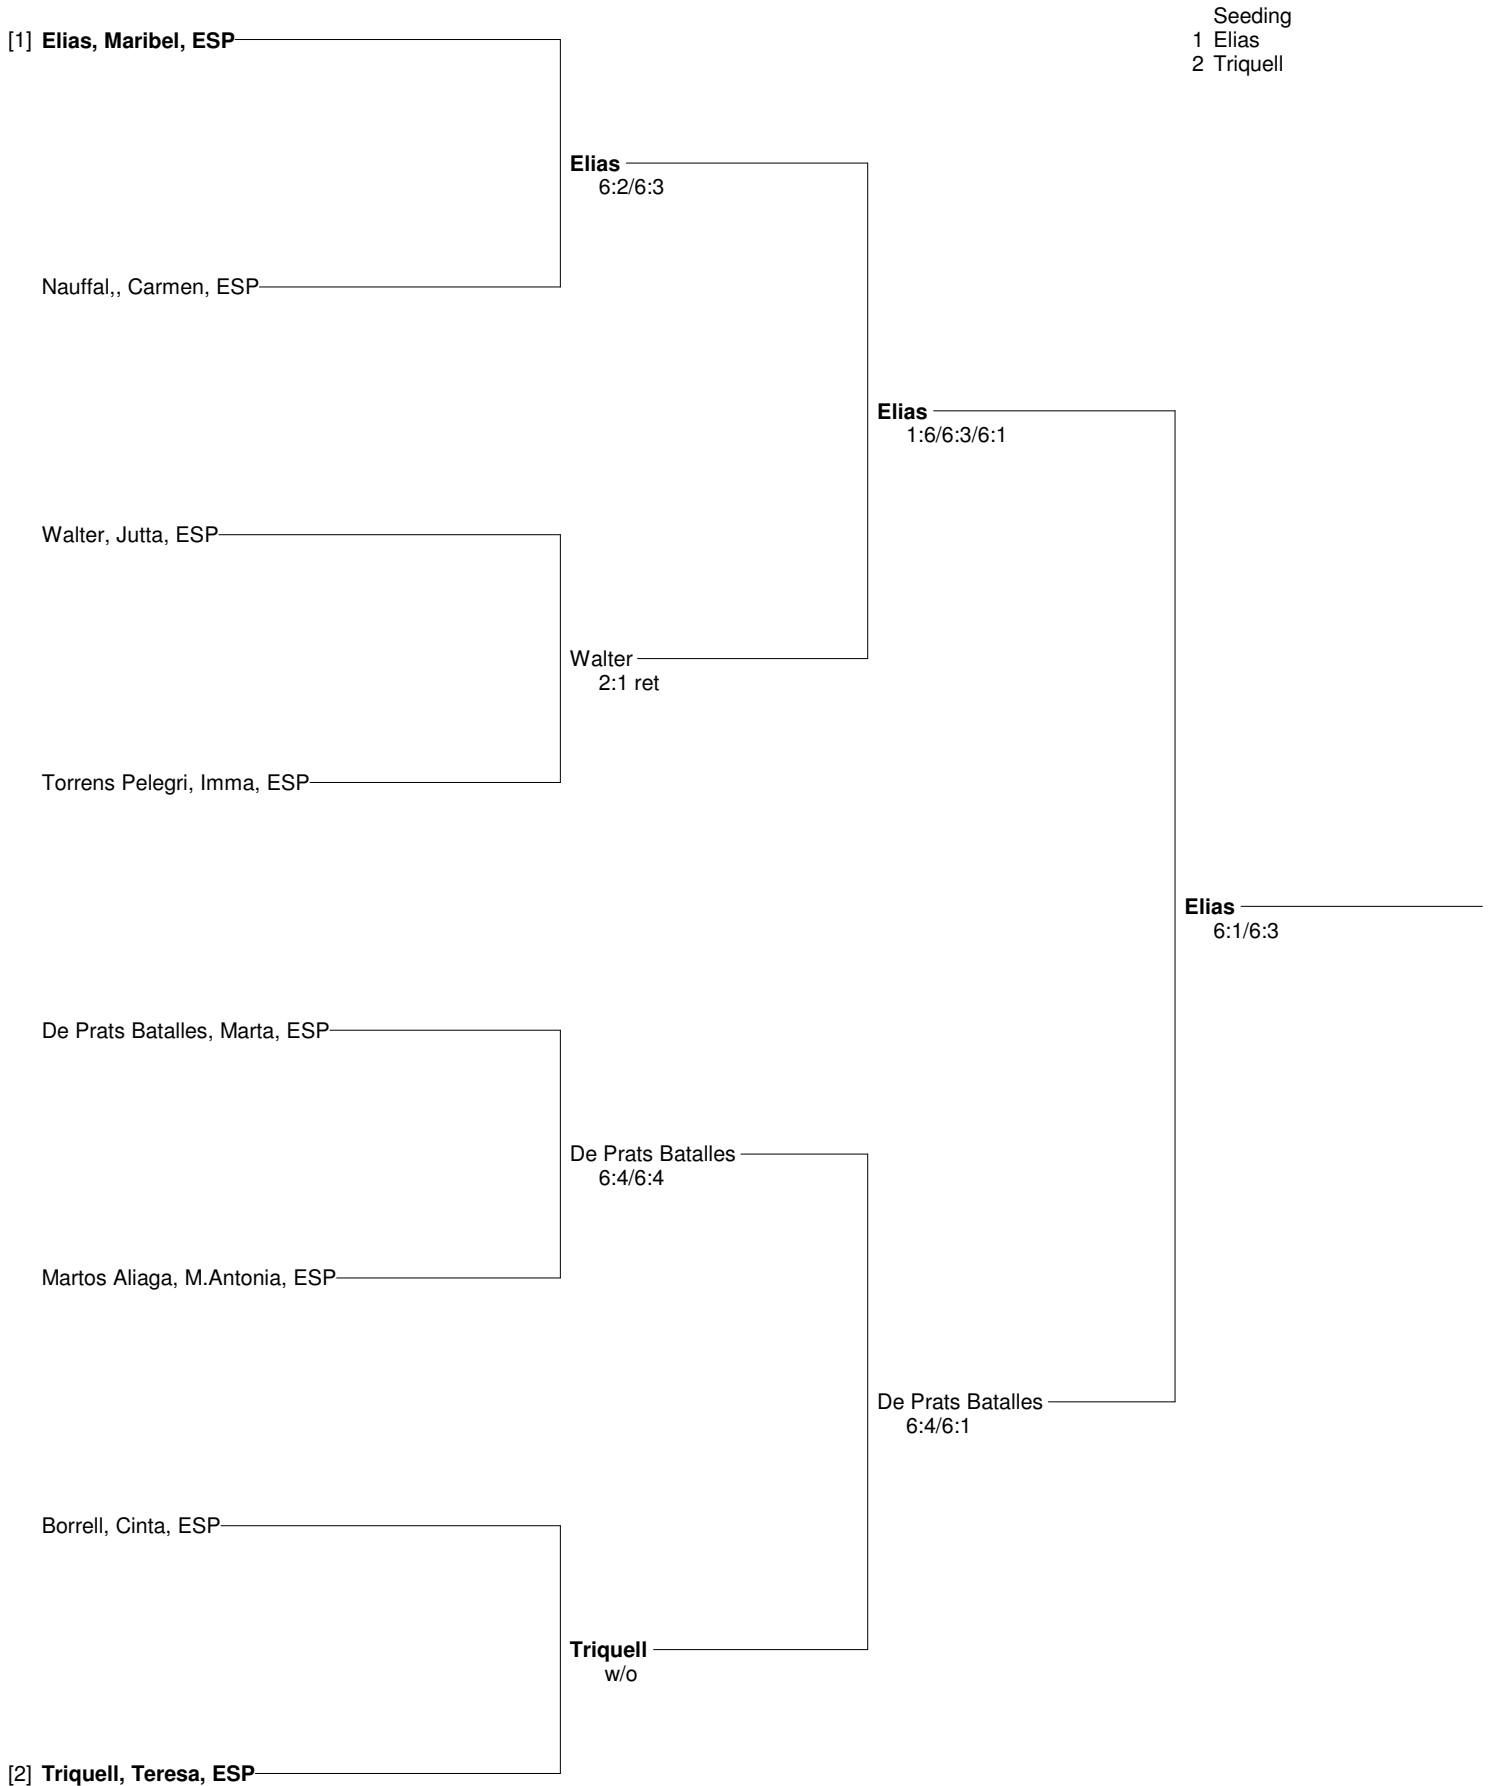 Seeding
1 Elias
2 Triquell
[1] Elias, Maribel, ESP
Elias
6:2/6:3
Nauffal,, Carmen, ESP
Elias
1:6/6:3/6:1
Walter, Jutta, ESP
Walter
2:1 ret
Torrens Pelegri, Imma, ESP
Elias
6:1/6:3
De Prats Batalles, Marta, ESP
De Prats Batalles
6:4/6:4
Martos Aliaga, M.Antonia, ESP
De Prats Batalles
6:4/6:1
Borrell, Cinta, ESP
Triquell
w/o
[2] Triquell, Teresa, ESP